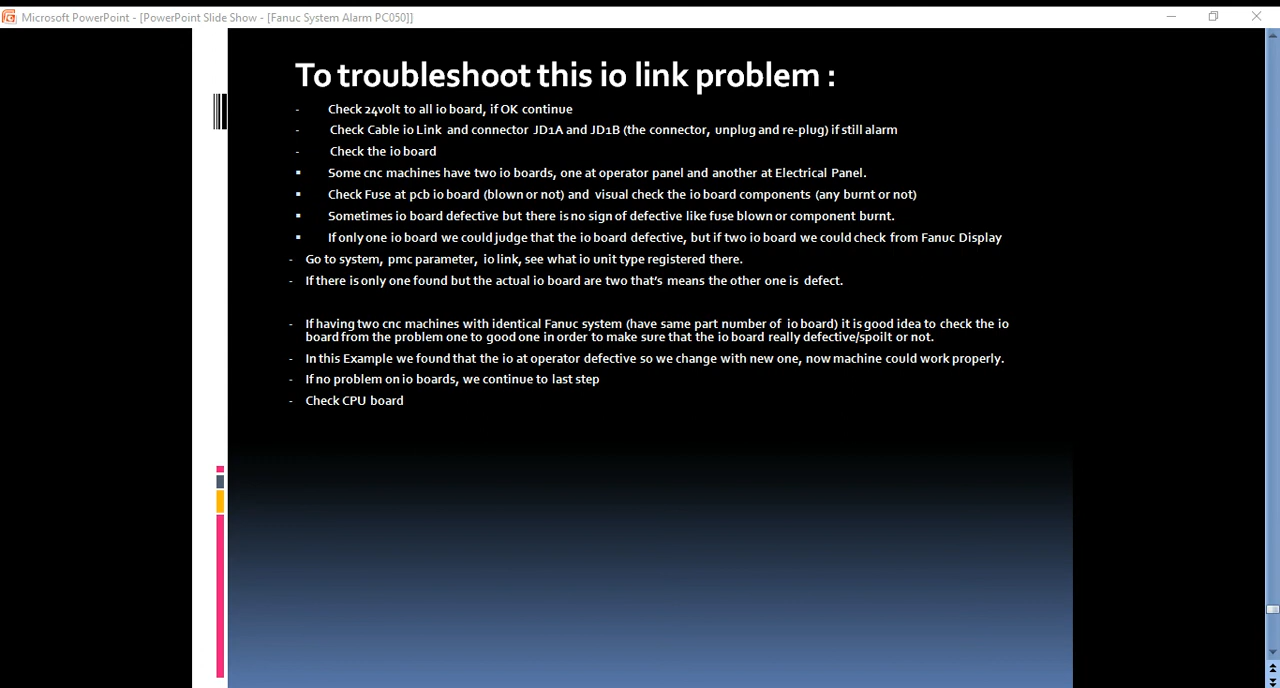 Microsoft PowerPoint - [PowerPoint Slide Show - [Fanuc System Alarm PC050]]
To troubleshoot this io link problem :
- Check 24volt to all io board, if OK continue
- Check Cable io Link and connector JD1A and JD1B (the connector, unplug and re-plug) if still alarm
- Check the io board
▪ Some cnc machines have two io boards, one at operator panel and another at Electrical Panel.
▪ Check Fuse at pcb io board (blown or not) and visual check the io board components (any burnt or not)
▪ Sometimes io board defective but there is no sign of defective like fuse blown or component burnt.
▪ If only one io board we could judge that the io board defective, but if two io board we could check from Fanuc Display
- Go to system, pmc parameter, io link, see what io unit type registered there.
- If there is only one found but the actual io board are two that's means the other one is defect.
- If having two cnc machines with identical Fanuc system (have same part number of io board) it is good idea to check the io
board from the problem one to good one in order to make sure that the io board really defective/spoilt or not.
- In this Example we found that the io at operator defective so we change with new one, now machine could work properly.
- If no problem on io boards, we continue to last step
- Check CPU board